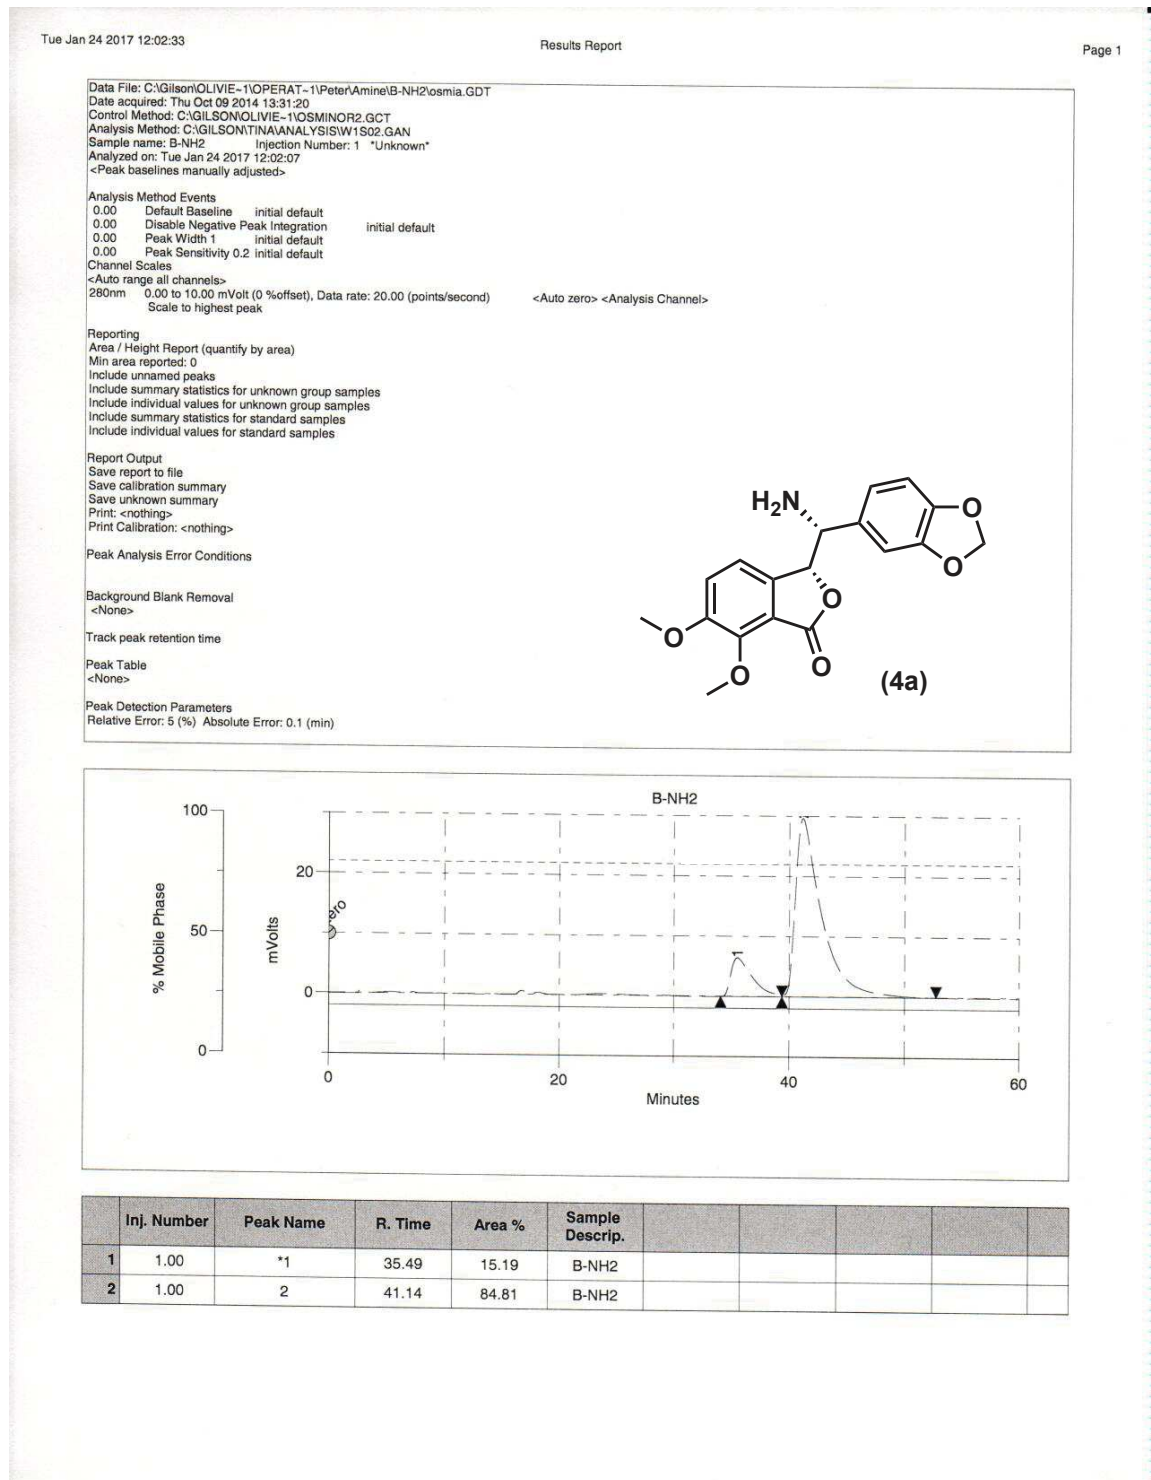 Tue Jan 24 2017 12:02:33
Results Report
Page 1
Data File: C:\Gilson\OLIVIE~1\OPERAT~1\Peter\Amine\B-NH2\osmia.GDT
Date acquired: Thu Oct 09 2014 13:31:20
Control Method: C:\GILSON\OLIVIE~1\OSMINOR2.GCT
Analysis Method: C:\GILSON\TINA\ANALYSIS\W1S02.GAN
Sample name: B-NH2 Injection Number: 1 *Unknown*
Analyzed on: Tue Jan 24 2017 12:02:07
<Peak baselines manually adjusted>
Analysis Method Events
0.00 Default Baseline initial default
0.00 Disable Negative Peak Integration initial default
0.00 Peak Width 1 initial default
0.00 Peak Sensitivity 0.2 initial default
Channel Scales
<Auto range all channels>
280nm 0.00 to 10.00 mVolt (0 %offset), Data rate: 20.00 (points/second) <Auto zero> <Analysis Channel>
Scale to highest peak
Reporting
Area / Height Report (quantify by area)
Min area reported: 0
Include unnamed peaks
Include summary statistics for unknown group samples
Include individual values for unknown group samples
Include summary statistics for standard samples
Include individual values for standard samples
Report Output
Save report to file
Save calibration summary
Save unknown summary
Print: <nothing>
Print Calibration: <nothing>
Peak Analysis Error Conditions
Background Blank Removal
<None>
Track peak retention time
Peak Table
<None>
Peak Detection Parameters
Relative Error: 5 (%) Absolute Error: 0.1 (min)
H2N
O
O
O
O
O
O
(4a)
B-NH2
% Mobile Phase
100
50
0
mVolts
20
0
ero
1
0 20 40 60
Minutes
Inj. Number Peak Name R. Time Area % Sample Descrip.
1 1.00 *1 35.49 15.19 B-NH2
2 1.00 2 41.14 84.81 B-NH2